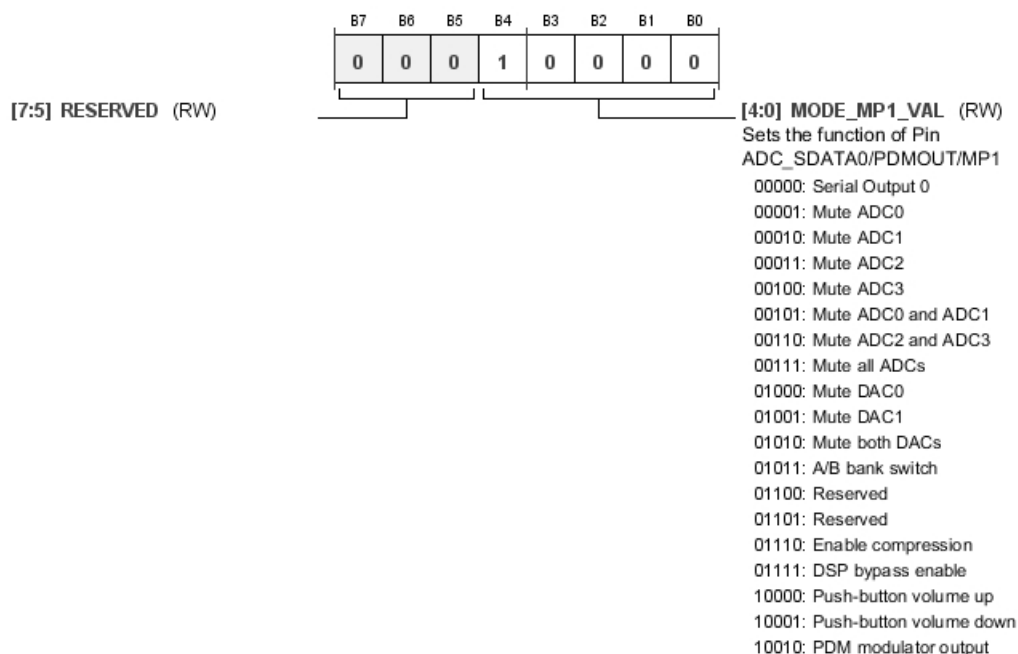 B7 B6 B5 B4 B3 B2 B1 B0
0 0 0 1 0 0 0 0
[7:5] RESERVED (RW)
[4:0] MODE_MP1_VAL (RW)
Sets the function of Pin
ADC_SDATA0/PDMOUT/MP1
00000: Serial Output 0
00001: Mute ADC0
00010: Mute ADC1
00011: Mute ADC2
00100: Mute ADC3
00101: Mute ADC0 and ADC1
00110: Mute ADC2 and ADC3
00111: Mute all ADCs
01000: Mute DAC0
01001: Mute DAC1
01010: Mute both DACs
01011: A/B bank switch
01100: Reserved
01101: Reserved
01110: Enable compression
01111: DSP bypass enable
10000: Push-button volume up
10001: Push-button volume down
10010: PDM modulator output